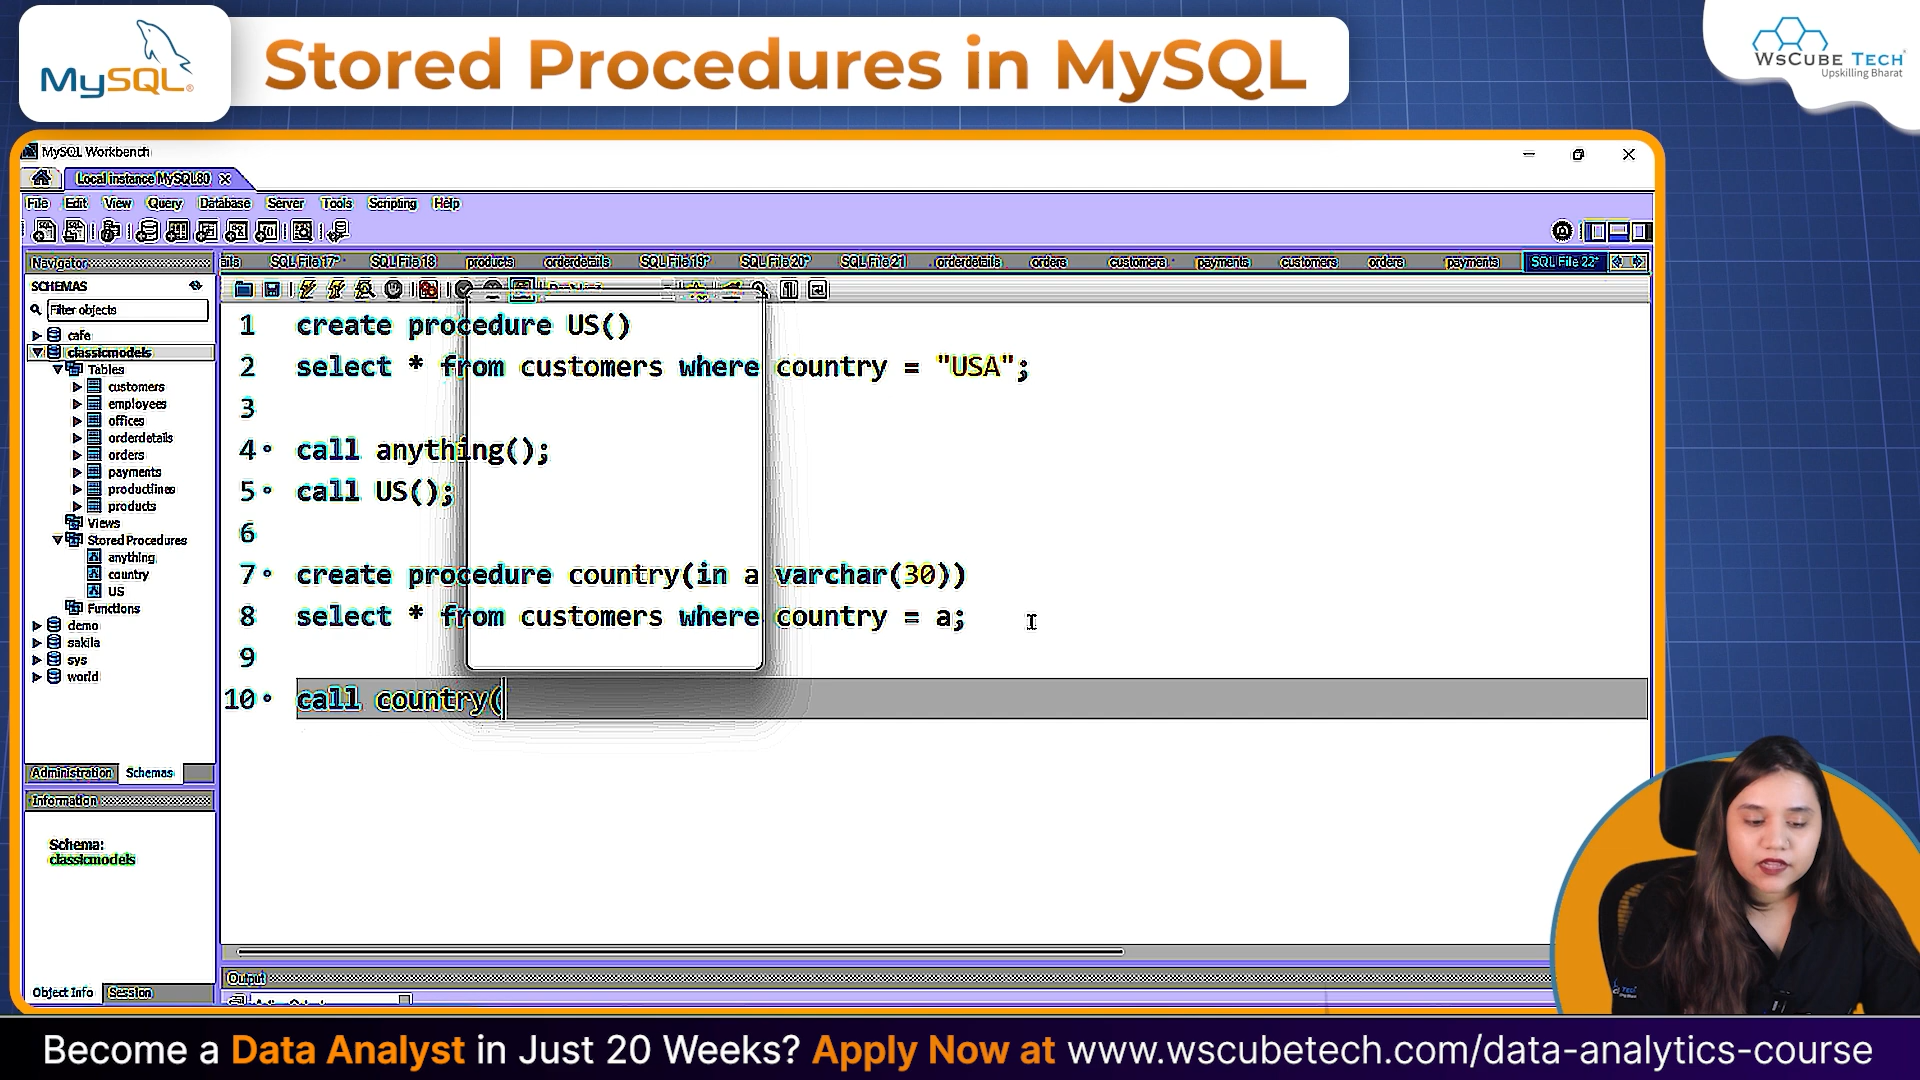 MySQL®
Stored Procedures in MySQL
WsCube Tech
Upskilling Bharat
MySQL Workbench
Local instance MySQL80
File Edit View Query Database Server Tools Scripting Help
Navigator
SCHEMAS
Filter objects
cafe
classicmodels
Tables
customers
employees
offices
orderdetails
orders
payments
productlines
products
Views
Stored Procedures
anything
country
US
Functions
demo
sakila
sys
world
Administration Schemas
Information
Schema:
classicmodels
Object Info Session
ails SQL File 17* SQL File 18 products orderdetails SQL File 19* SQL File 20* SQL File 21 orderdetails orders customers payments customers orders payments SQL File 22*
1 create procedure US()
2 select * from customers where country = "USA";
3
4 call anything();
5 call US();
6
7 create procedure country(in a varchar(30))
8 select * from customers where country = a;
9
10 call country(
Output
Become a Data Analyst in Just 20 Weeks? Apply Now at www.wscubetech.com/data-analytics-course